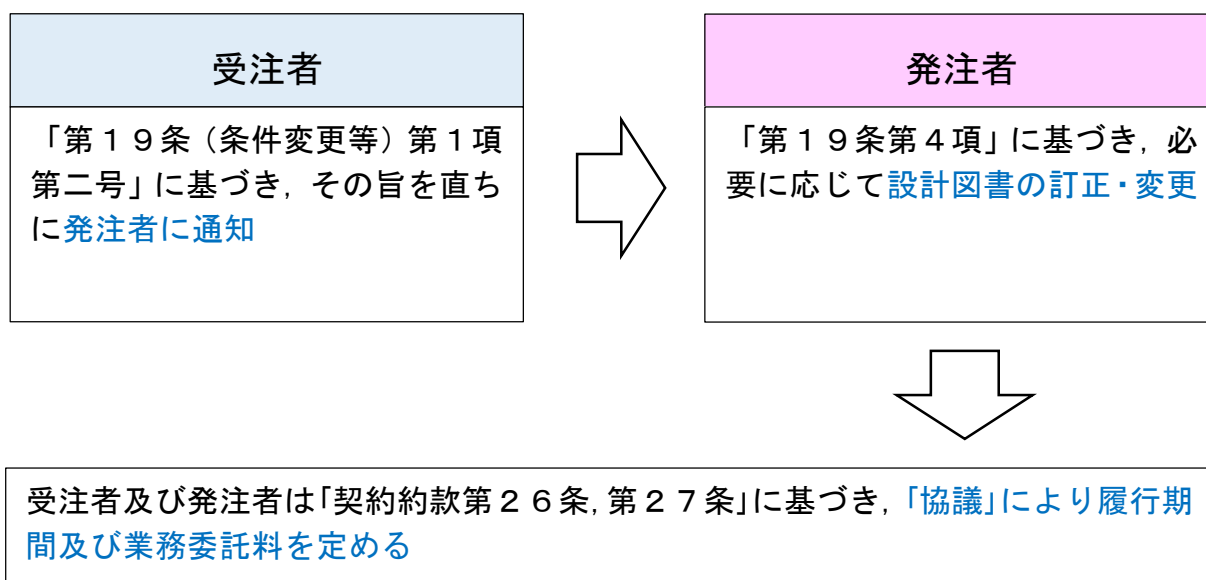 受注者
「第１９条（条件変更等）第１項
第二号」に基づき，その旨を直ち
に発注者に通知
発注者
「第１９条第４項」に基づき，必
要に応じて設計図書の訂正・変更
受注者及び発注者は「契約約款第２６条，第２７条」に基づき，「協議」により履行期
間及び業務委託料を定める